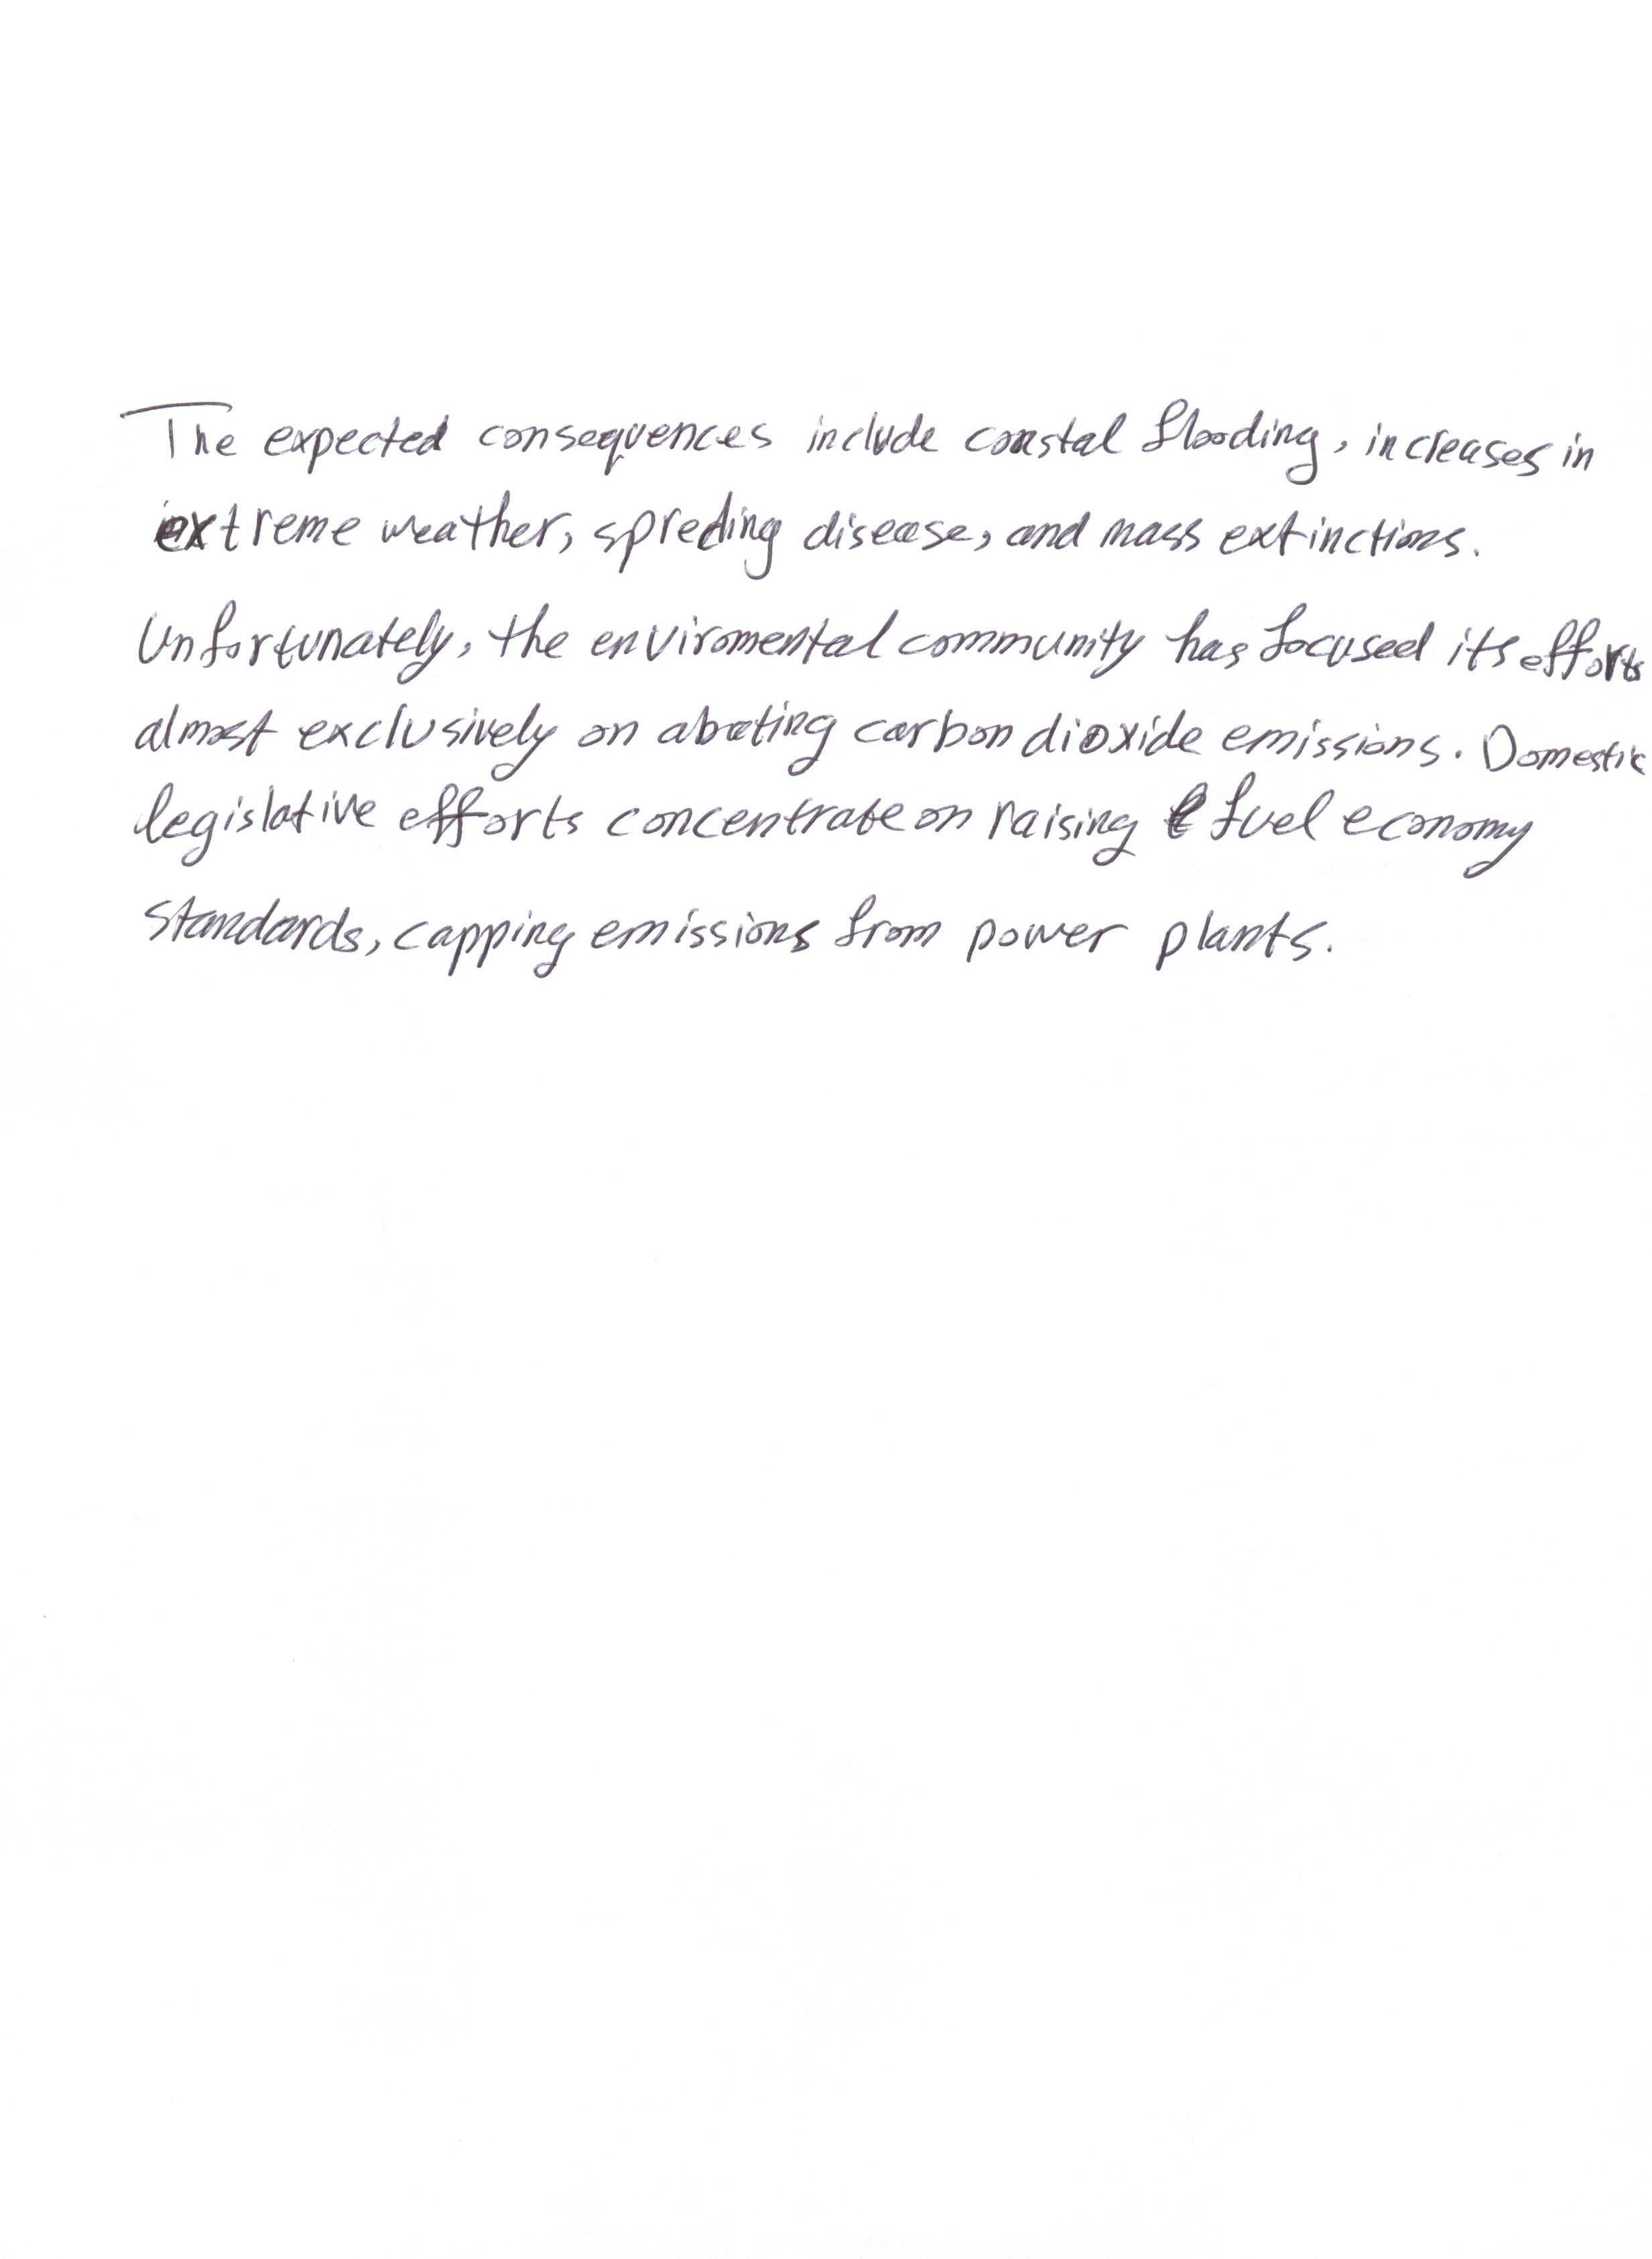 The expected consequences include coastal flooding, increases in
extreme weather, spreding disease, and mass extinctions.
Unfortunately, the enviromental community has focused its efforts
almost exclusively on abating carbon dioxide emissions. Domestic
legislative efforts concentrate on raising fuel economy
standards, capping emissions from power plants.